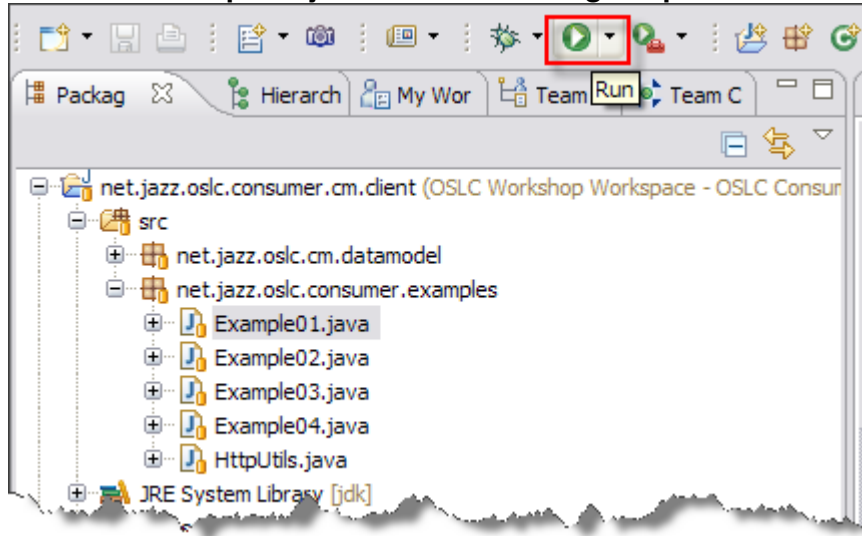 Packag Hierarch My Wor Team Run Team C
net.jazz.oslc.consumer.cm.client (OSLC Workshop Workspace - OSLC Consur
src
net.jazz.oslc.cm.datamodel
net.jazz.oslc.consumer.examples
Example01.java
Example02.java
Example03.java
Example04.java
HttpUtils.java
JRE System Library [jdk]